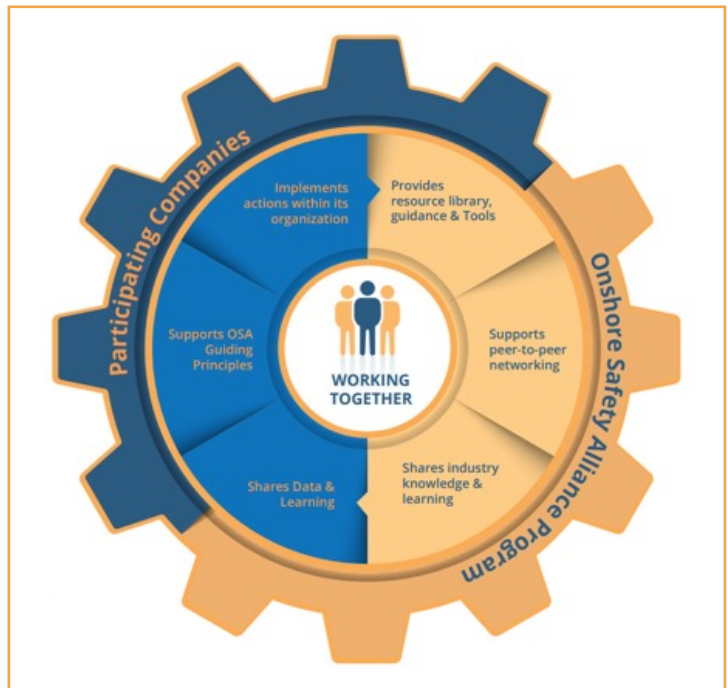 Participating Companies
Implements
actions within its
organization
Provides
resource library,
guidance & Tools
Supports OSA
Guiding
Principles
WORKING
TOGETHER
Supports
peer-to-peer
networking
Shares Data &
Learning
Shares industry
knowledge &
learning
Onshore Safety Alliance Program